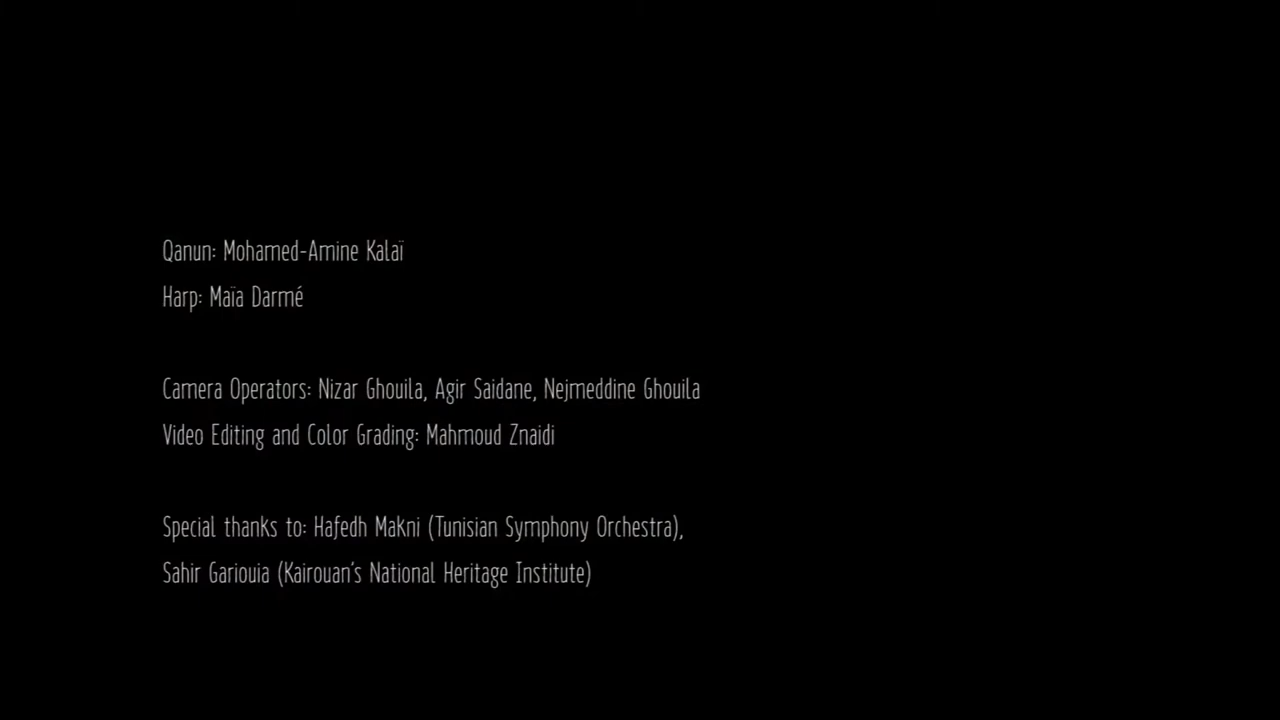 Qanun: Mohamed-Amine Kalaï
Harp: Maïa Darmé
Camera Operators: Nizar Ghouila, Agir Saidane, Nejmeddine Ghouila
Video Editing and Color Grading: Mahmoud Znaidi
Special thanks to: Hafedh Makni (Tunisian Symphony Orchestra),
Sahir Gariouia (Kairouan's National Heritage Institute)